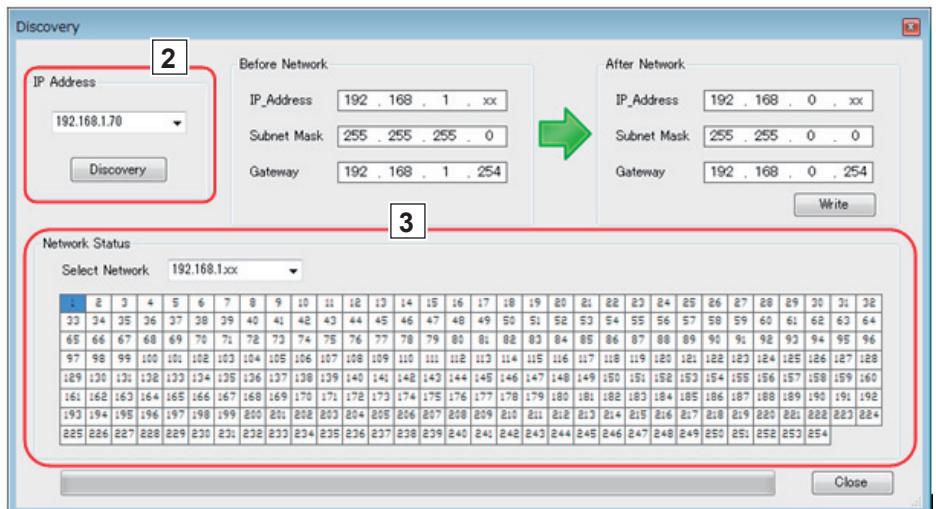 Discovery
2
IP Address
192.168.1.70
Discovery
Before Network
IP_Address 192 . 168 . 1 . xx
Subnet Mask 255 . 255 . 255 . 0
Gateway 192 . 168 . 1 . 254
After Network
IP_Address 192 . 168 . 0 . xx
Subnet Mask 255 . 255 . 0 . 0
Gateway 192 . 168 . 0 . 254
Write
3
Network Status
Select Network 192.168.1.xx
1 2 3 4 5 6 7 8 9 10 11 12 13 14 15 16 17 18 19 20 21 22 23 24 25 26 27 28 29 30 31 32
33 34 35 36 37 38 39 40 41 42 43 44 45 46 47 48 49 50 51 52 53 54 55 56 57 58 59 60 61 62 63 64
65 66 67 68 69 70 71 72 73 74 75 76 77 78 79 80 81 82 83 84 85 86 87 88 89 90 91 92 93 94 95 96
97 98 99 100 101 102 103 104 105 106 107 108 109 110 111 112 113 114 115 116 117 118 119 120 121 122 123 124 125 126 127 128
129 130 131 132 133 134 135 136 137 138 139 140 141 142 143 144 145 146 147 148 149 150 151 152 153 154 155 156 157 158 159 160
161 162 163 164 165 166 167 168 169 170 171 172 173 174 175 176 177 178 179 180 181 182 183 184 185 186 187 188 189 190 191 192
193 194 195 196 197 198 199 200 201 202 203 204 205 206 207 208 209 210 211 212 213 214 215 216 217 218 219 220 221 222 223 224
225 226 227 228 229 230 231 232 233 234 235 236 237 238 239 240 241 242 243 244 245 246 247 248 249 250 251 252 253 254
Close